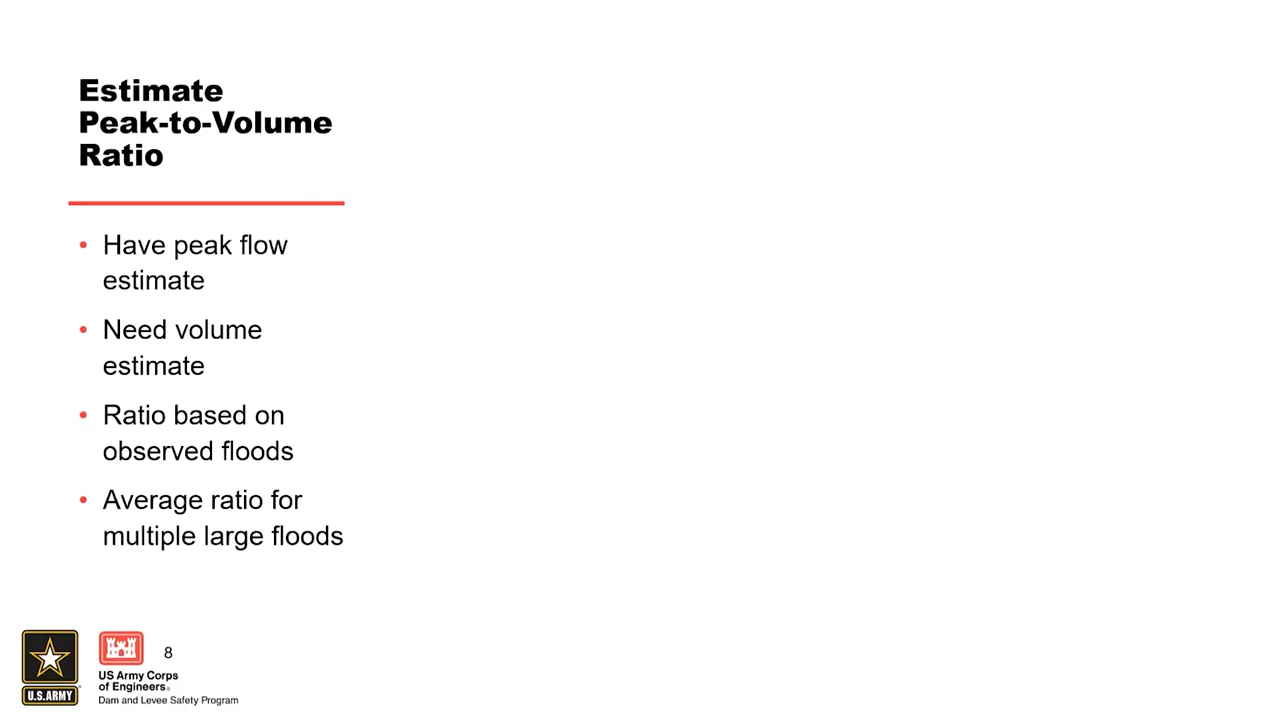 Estimate
Peak-to-Volume
Ratio
• Have peak flow
estimate
• Need volume
estimate
• Ratio based on
observed floods
• Average ratio for
multiple large floods
U.S.ARMY
8
US Army Corps
of Engineers®
Dam and Levee Safety Program